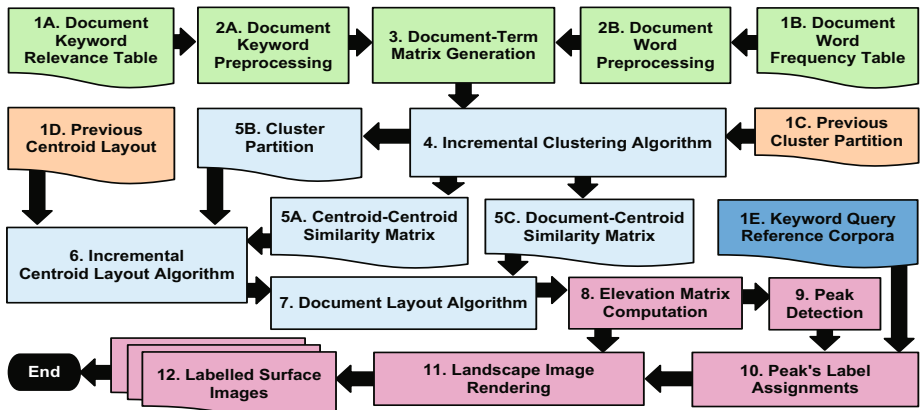 1A. Document
Keyword
Relevance Table
2A. Document
Keyword
Preprocessing
3. Document-Term
Matrix Generation
2B. Document
Word
Preprocessing
1B. Document
Word
Frequency Table
1D. Previous
Centroid Layout
5B. Cluster
Partition
4. Incremental Clustering Algorithm
1C. Previous
Cluster Partition
5A. Centroid-Centroid
Similarity Matrix
5C. Document-Centroid
Similarity Matrix
1E. Keyword Query
Reference Corpora
6. Incremental
Centroid Layout Algorithm
7. Document Layout Algorithm
8. Elevation Matrix
Computation
9. Peak
Detection
End
12. Labelled Surface
Images
11. Landscape Image
Rendering
10. Peak's Label
Assignments